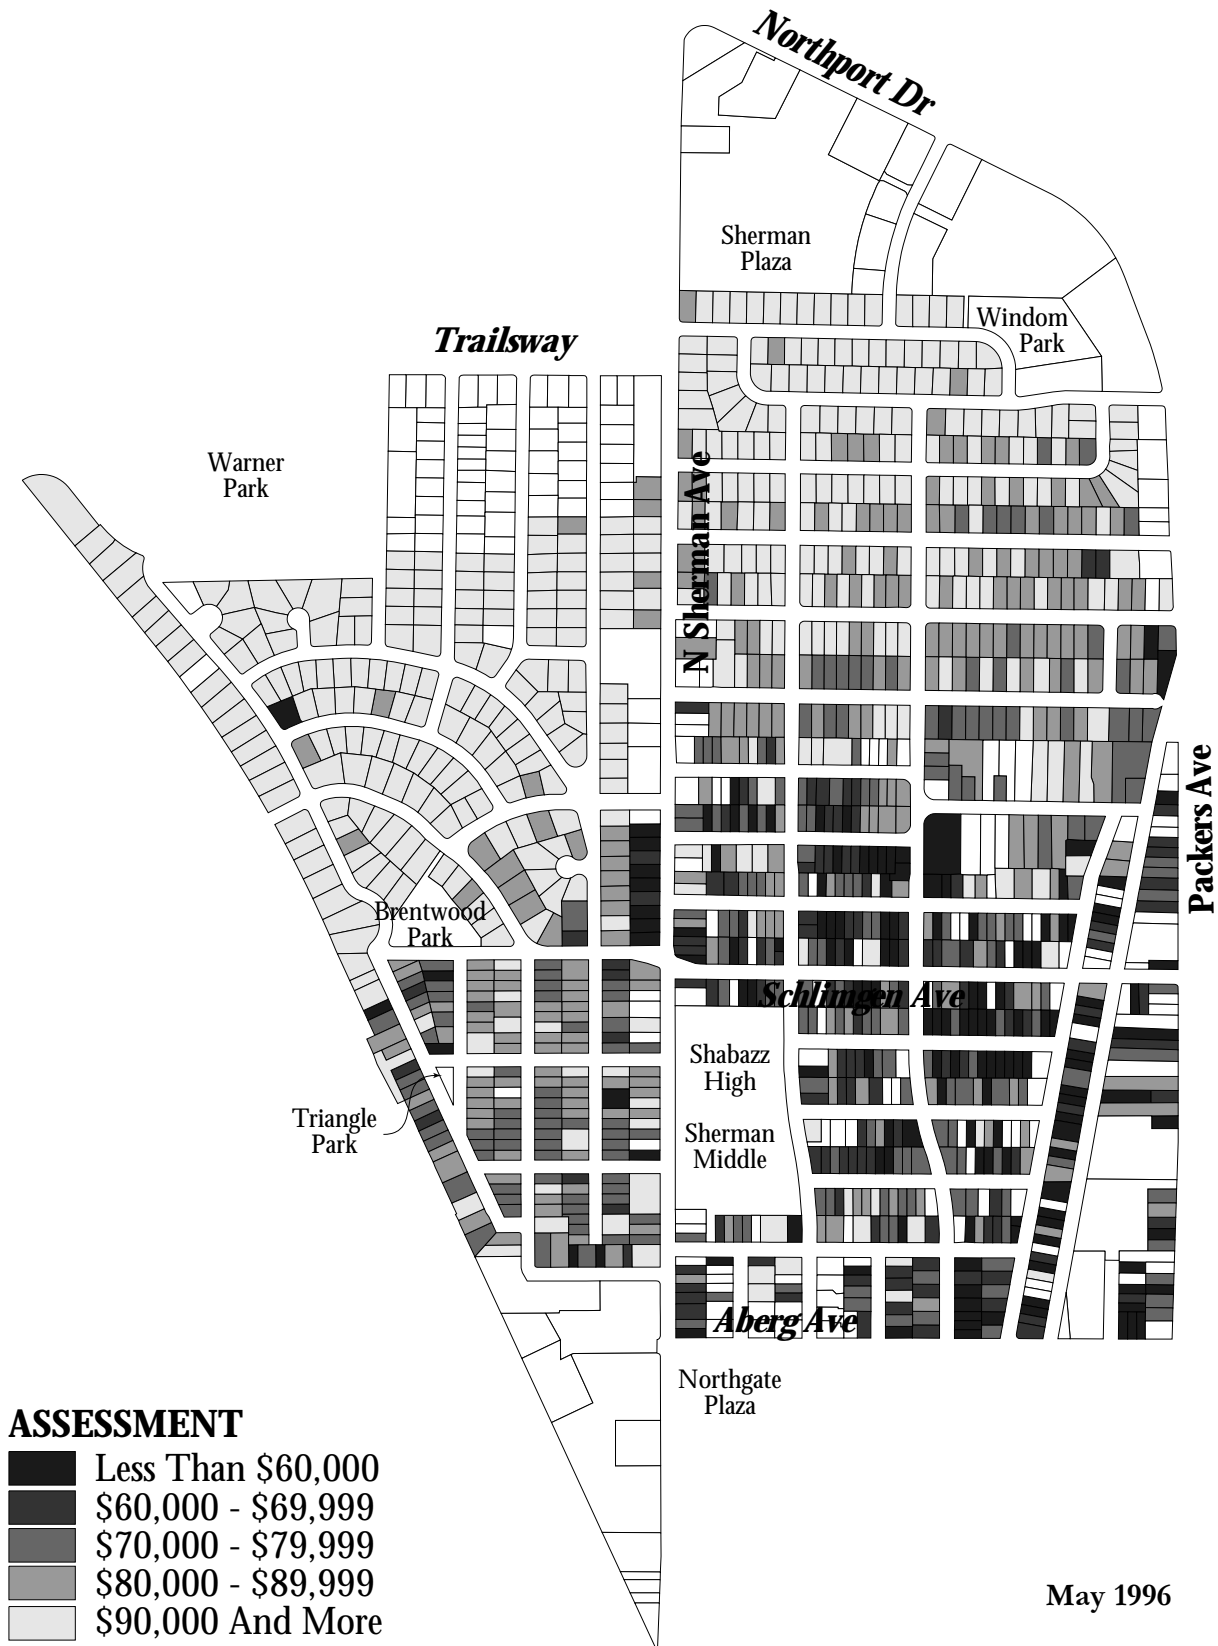 Northport Dr
Sherman
Plaza
Windom
Park
Trailsway
Warner
Park
N Sherman Ave
Packers Ave
Brentwood
Park
Schlimgen Ave
Shabazz
High
Triangle
Park
Sherman
Middle
Aberg Ave
Northgate
Plaza
ASSESSMENT
Less Than $60,000
$60,000 - $69,999
$70,000 - $79,999
$80,000 - $89,999
$90,000 And More
May 1996